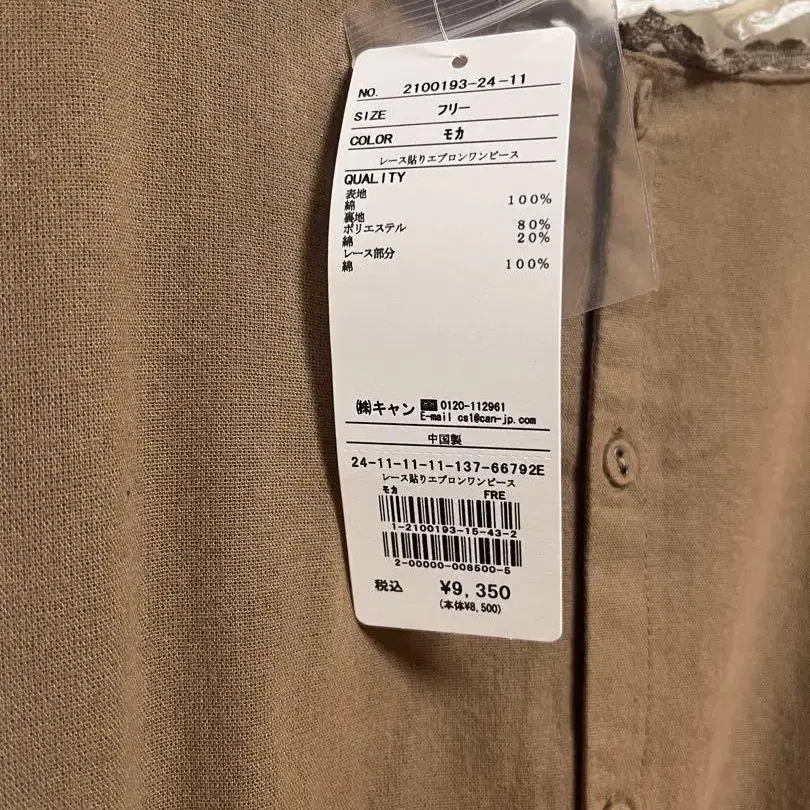 NO. 2100193-24-11
SIZE フリー
COLOR モカ
レース貼りエプロンワンピース
QUALITY
表地
綿 100%
裏地
ポリエステル 80%
綿 20%
レース部分
綿 100%
㈱キャン 0120-112961
E-mail cs1@can-jp.com
中国製
24-11-11-11-137-66792E
レース貼りエプロンワンピース
モカ FRE
1-2100193-15-43-2
2-00000-008500-5
税込 ¥9,350
(本体¥8,500)